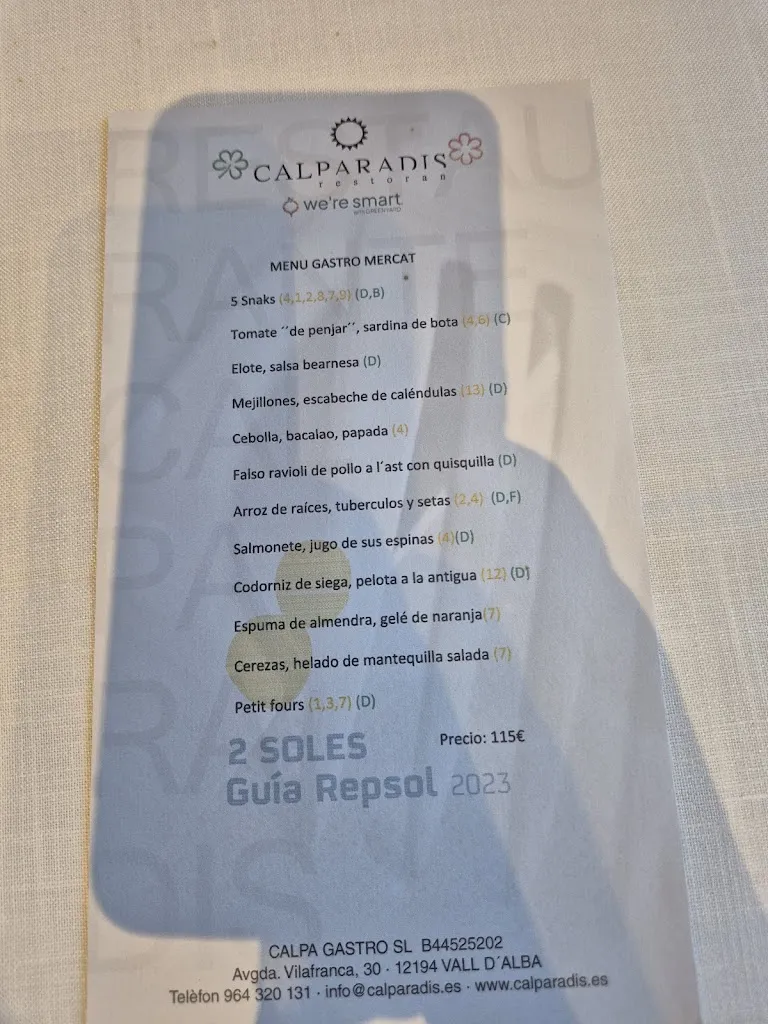 CALPARADIS
restoran
we're smart
MENU GASTRO MERCAT
5 Snaks (4,1,2,3,7,9) (D,B)
Tomate ´´de penjar´´, sardina de bota (4,6) (C)
Elote, salsa bearnesa (D)
Mejillones, escabeche de caléndulas (13) (D)
Cebolla, bacalao, papada (4)
Falso ravioli de pollo a l´ast con quisquilla (D)
Arroz de raíces, tuberculos y setas (2,4) (D,F)
Salmonete, jugo de sus espinas (4)(D)
Codorniz de siega, pelota a la antigua (12) (D)
Espuma de almendra, gelé de naranja(7)
Cerezas, helado de mantequilla salada (7)
Petit fours (1,3,7) (D)
Precio: 115€
2 SOLES
Guía Repsol 2023
CALPA GASTRO SL B44525202
Avgda. Vilafranca, 30 · 12194 VALL D´ALBA
Telèfon 964 320 131 · info@calparadis.es · www.calparadis.es